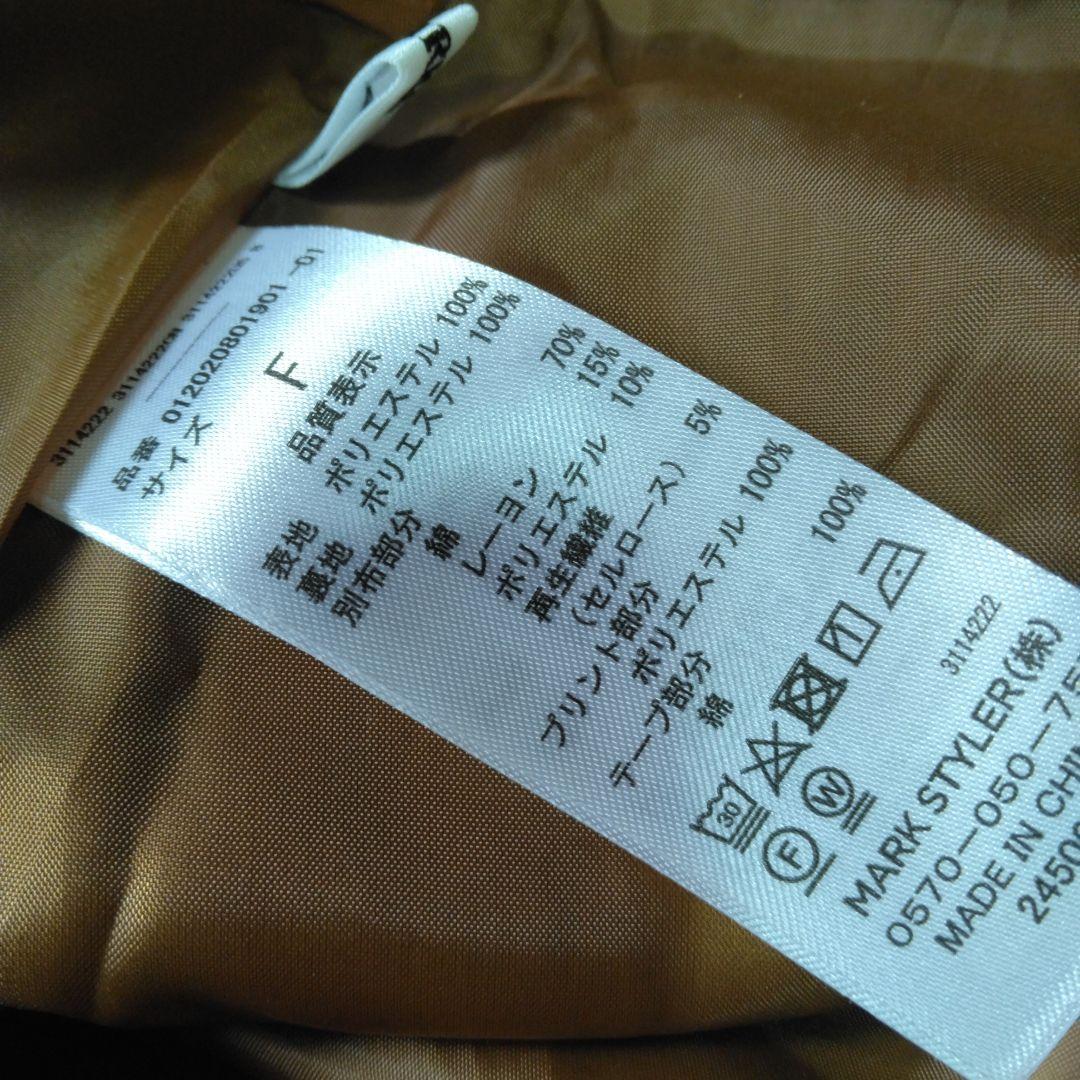 3114222 3114222CN 3114222CN
品番 012020801901 -01
サイズ
F
品質表示
表地 ポリエステル 100%
裏地 ポリエステル 100%
別布部分
綿 70%
レーヨン 15%
ポリエステル 10%
再生繊維
(セルロース) 5%
プリント部分
ポリエステル 100%
テープ部分
綿 100%
30
W
F
3114222
MARK STYLER(株)
0570-050-75
MADE IN CHIN
2450